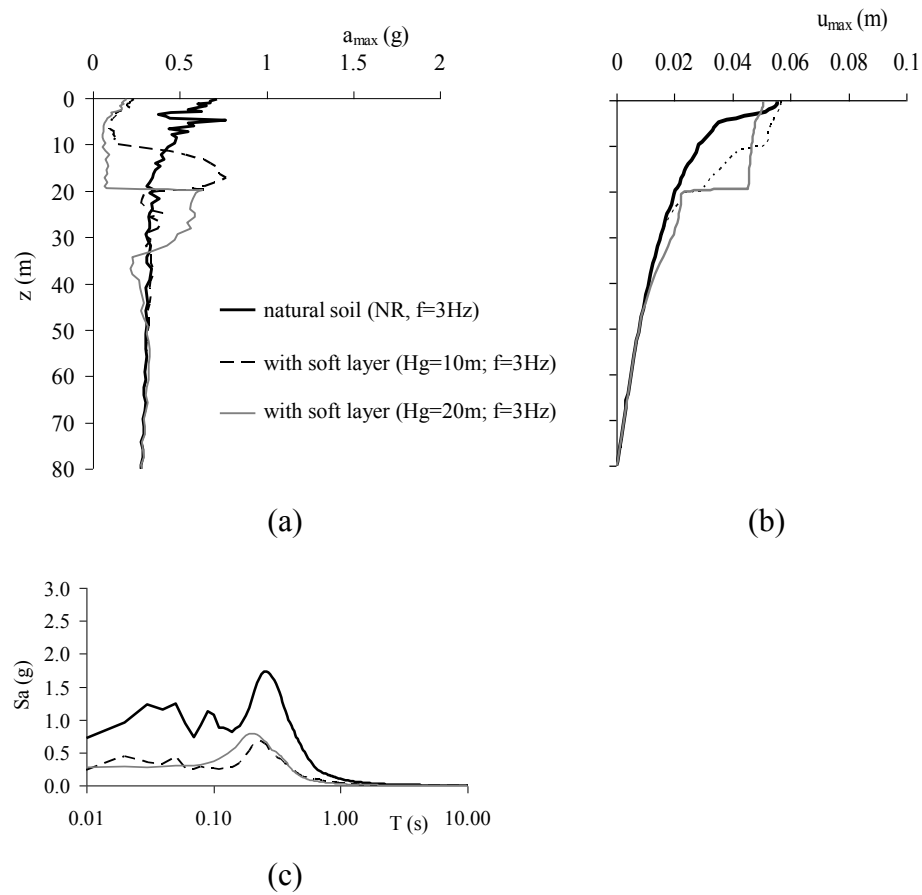 a_max (g)
0 0.5 1 1.5 2
z (m)
0
10
20
30
40
50
60
70
80
natural soil (NR, f=3Hz)
with soft layer (Hg=10m; f=3Hz)
with soft layer (Hg=20m; f=3Hz)
(a)
u_max (m)
0 0.02 0.04 0.06 0.08 0.1
(b)
Sa (g)
3.0
2.5
2.0
1.5
1.0
0.5
0.0
0.01 0.10 1.00 10.00
T (s)
(c)